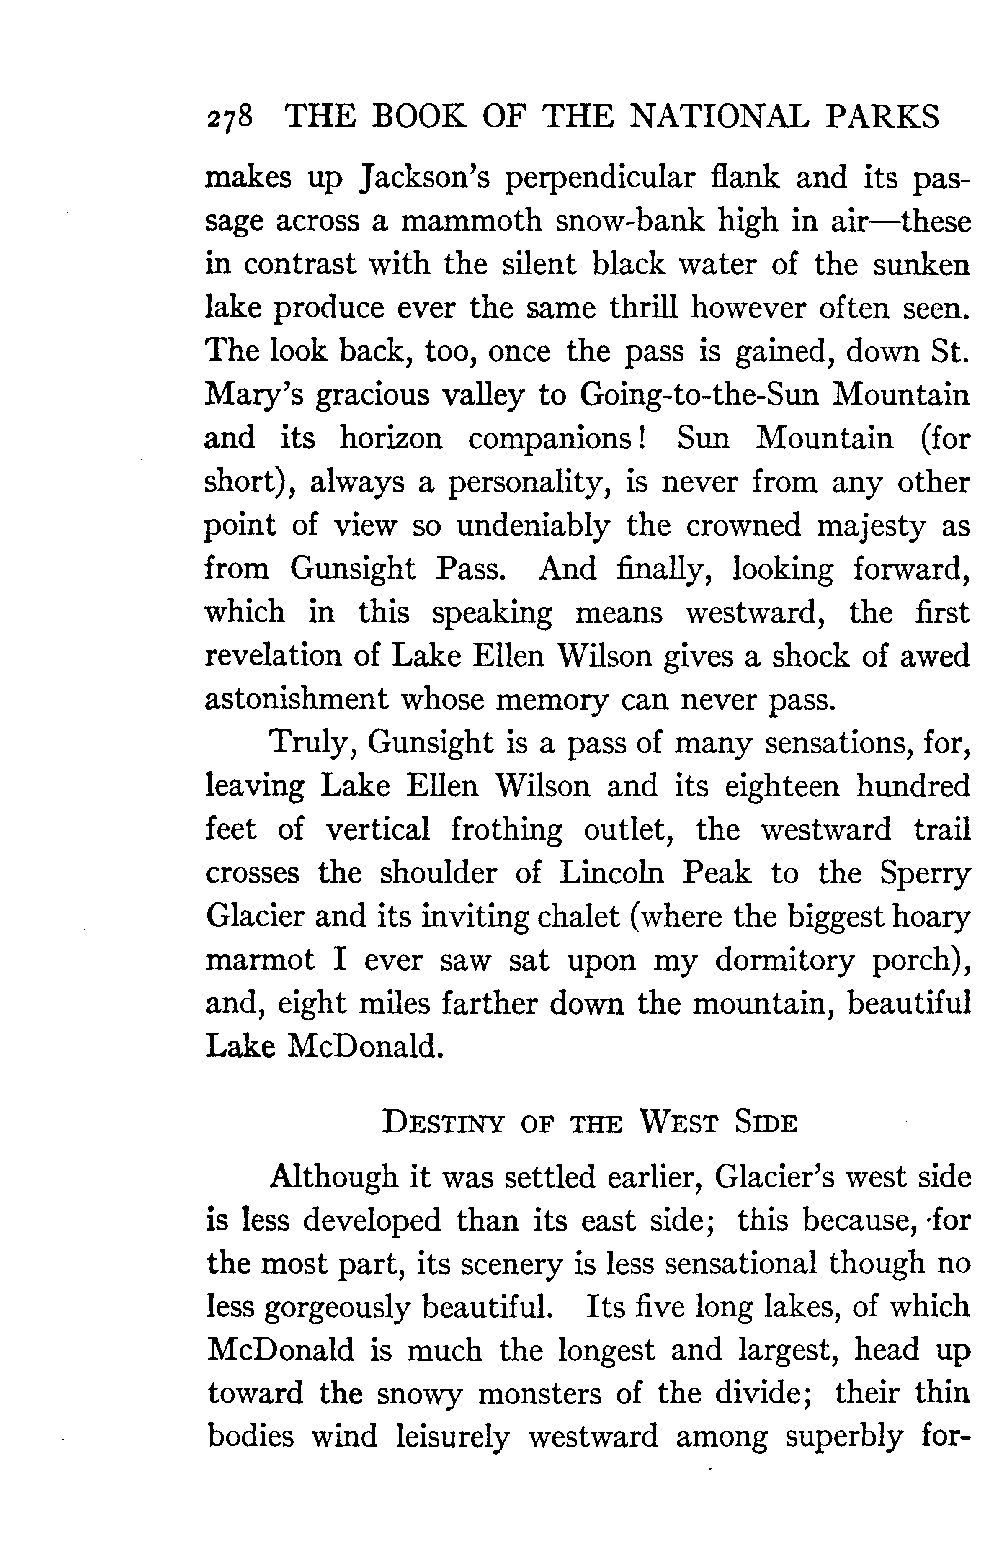 278 THE BOOK OF THE NATIONAL PARKS
makes up Jackson's perpendicular flank and its pas-
sage across a mammoth snow-bank high in air—these
in contrast with the silent black water of the sunken
lake produce ever the same thrill however often seen.
The look back, too, once the pass is gained, down St.
Mary's gracious valley to Going-to-the-Sun Mountain
and its horizon companions! Sun Mountain (for
short), always a personality, is never from any other
point of view so undeniably the crowned majesty as
from Gunsight Pass. And finally, looking forward,
which in this speaking means westward, the first
revelation of Lake Ellen Wilson gives a shock of awed
astonishment whose memory can never pass.
Truly, Gunsight is a pass of many sensations, for,
leaving Lake Ellen Wilson and its eighteen hundred
feet of vertical frothing outlet, the westward trail
crosses the shoulder of Lincoln Peak to the Sperry
Glacier and its inviting chalet (where the biggest hoary
marmot I ever saw sat upon my dormitory porch),
and, eight miles farther down the mountain, beautiful
Lake McDonald.
DESTINY OF THE WEST SIDE
Although it was settled earlier, Glacier's west side
is less developed than its east side; this because, for
the most part, its scenery is less sensational though no
less gorgeously beautiful. Its five long lakes, of which
McDonald is much the longest and largest, head up
toward the snowy monsters of the divide; their thin
bodies wind leisurely westward among superbly for-